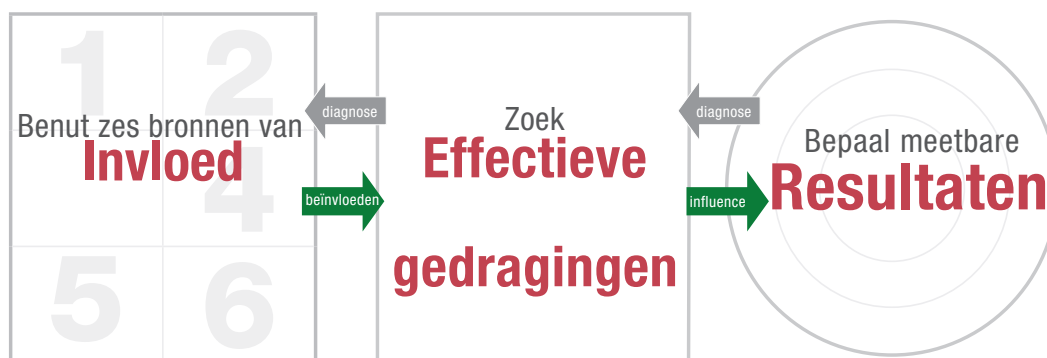 1 2
Benut zes bronnen van
Invloed
4
5 6
diagnose
beïnvloeden
Zoek
Effectieve
gedragingen
diagnose
influence
Bepaal meetbare
Resultaten